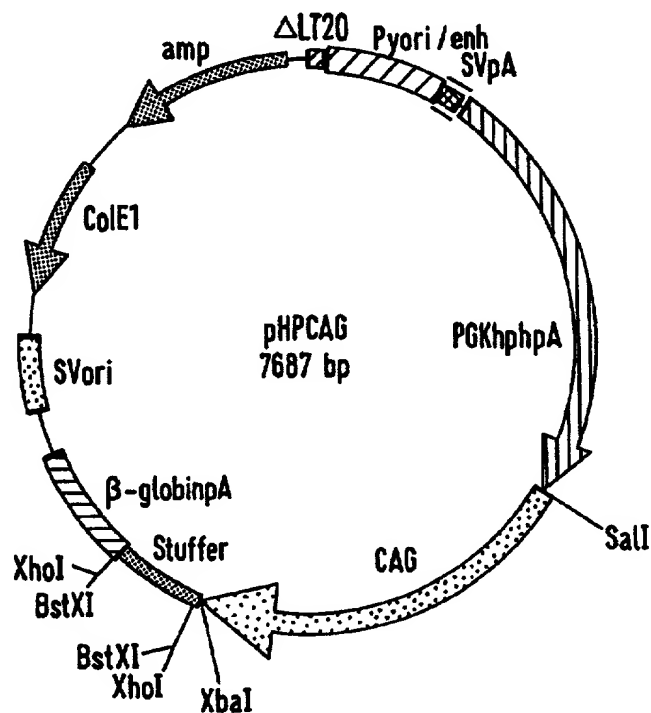 ΔLT20
Pyori/enh
SVpA
amp
ColE1
pHPCAG
7687 bp
PGKhphpA
SVori
β-globinpA
Stuffer
CAG
SalI
XhoI
BstXI
BstXI
XhoI
XbaI